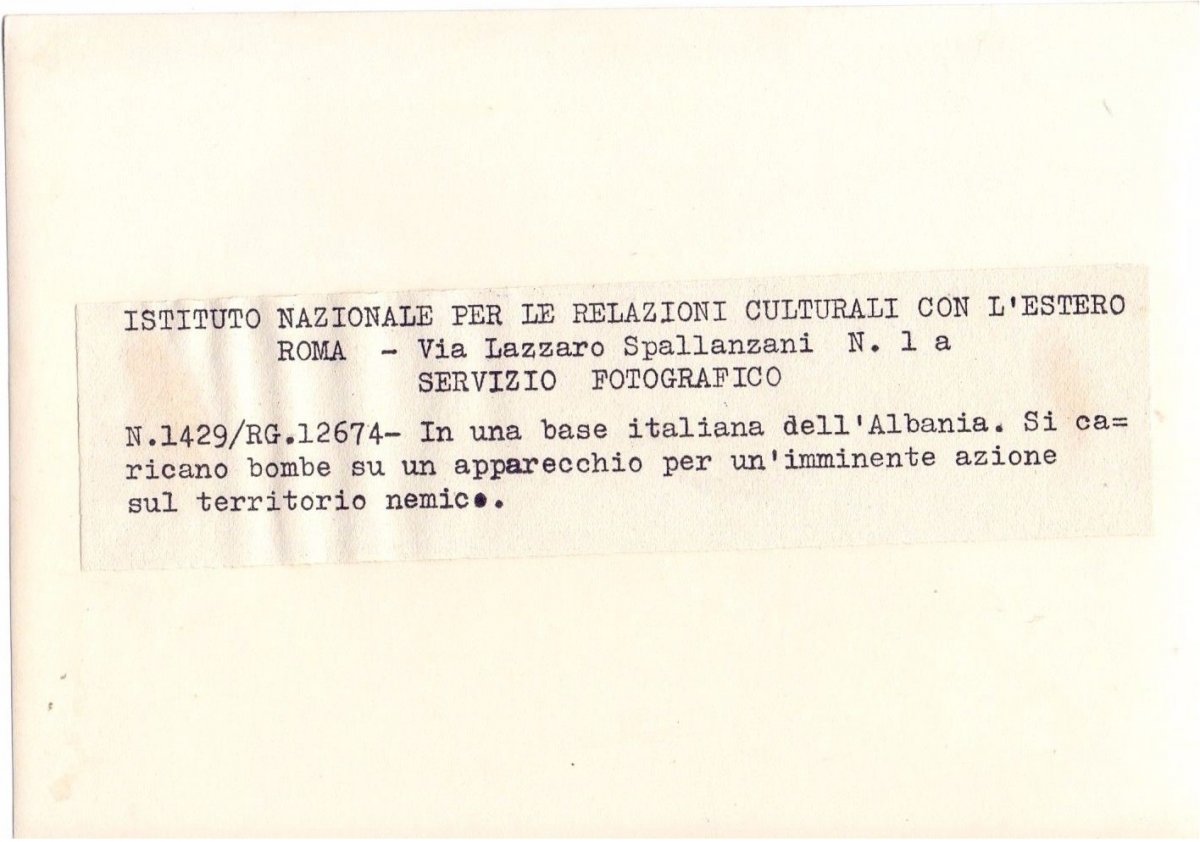 ISTITUTO NAZIONALE PER LE RELAZIONI CULTURALI CON L'ESTERO
ROMA - Via Lazzaro Spallanzani N. 1 a
SERVIZIO FOTOGRAFICO
N.1429/RG.12674- In una base italiana dell'Albania. Si ca=
ricano bombe su un apparecchio per un'imminente azione
sul territorio nemico.